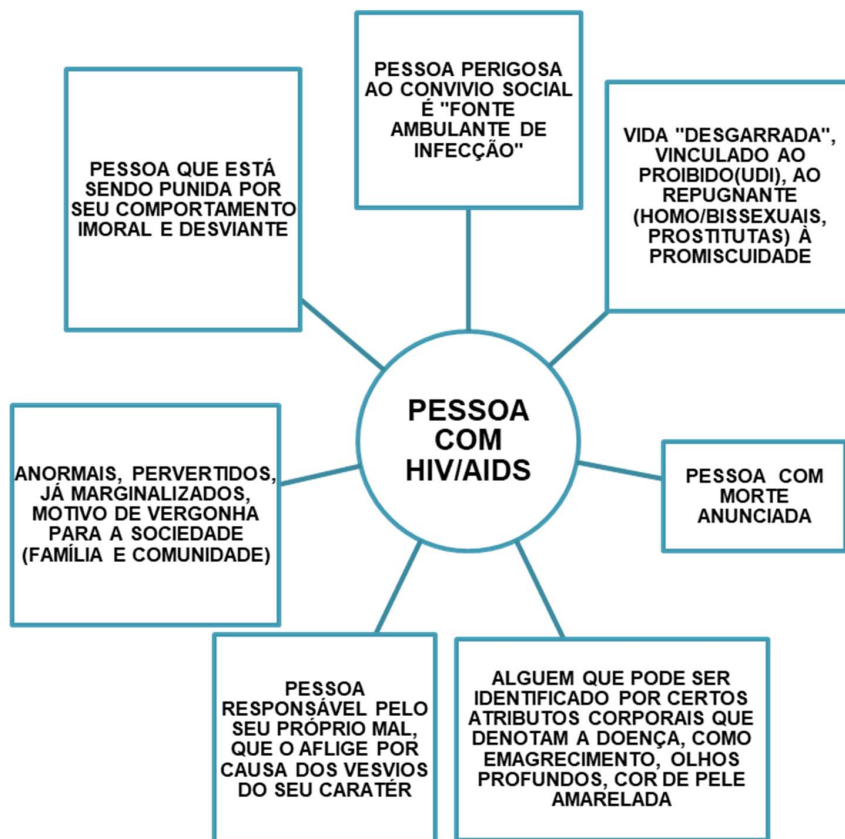 PESSOA PERIGOSA
AO CONVIVIO SOCIAL
É "FONTE
AMBULANTE DE
INFECÇÃO"
VIDA "DESGARRADA",
VINCULADO AO
PROIBIDO(UDI), AO
REPUGNANTE
(HOMO/BISSEXUAIS,
PROSTITUTAS) À
PROMISCUIDADE
PESSOA COM
MORTE
ANUNCIADA
ALGUEM QUE PODE SER
IDENTIFICADO POR CERTOS
ATRIBUTOS CORPORAIS QUE
DENOTAM A DOENÇA, COMO
EMAGRECIMENTO, OLHOS
PROFUNDOS, COR DE PELE
AMARELADA
PESSOA
RESPONSÁVEL PELO
SEU PRÓPRIO MAL,
QUE O AFLIGE POR
CAUSA DOS VESVIOS
DO SEU CARATÉR
ANORMAIS, PERVERTIDOS,
JÁ MARGINALIZADOS,
MOTIVO DE VERGONHA
PARA A SOCIEDADE
(FAMÍLIA E COMUNIDADE)
PESSOA QUE ESTÁ
SENDO PUNIDA POR
SEU COMPORTAMENTO
IMORAL E DESVIANTE
PESSOA
COM
HIV/AIDS